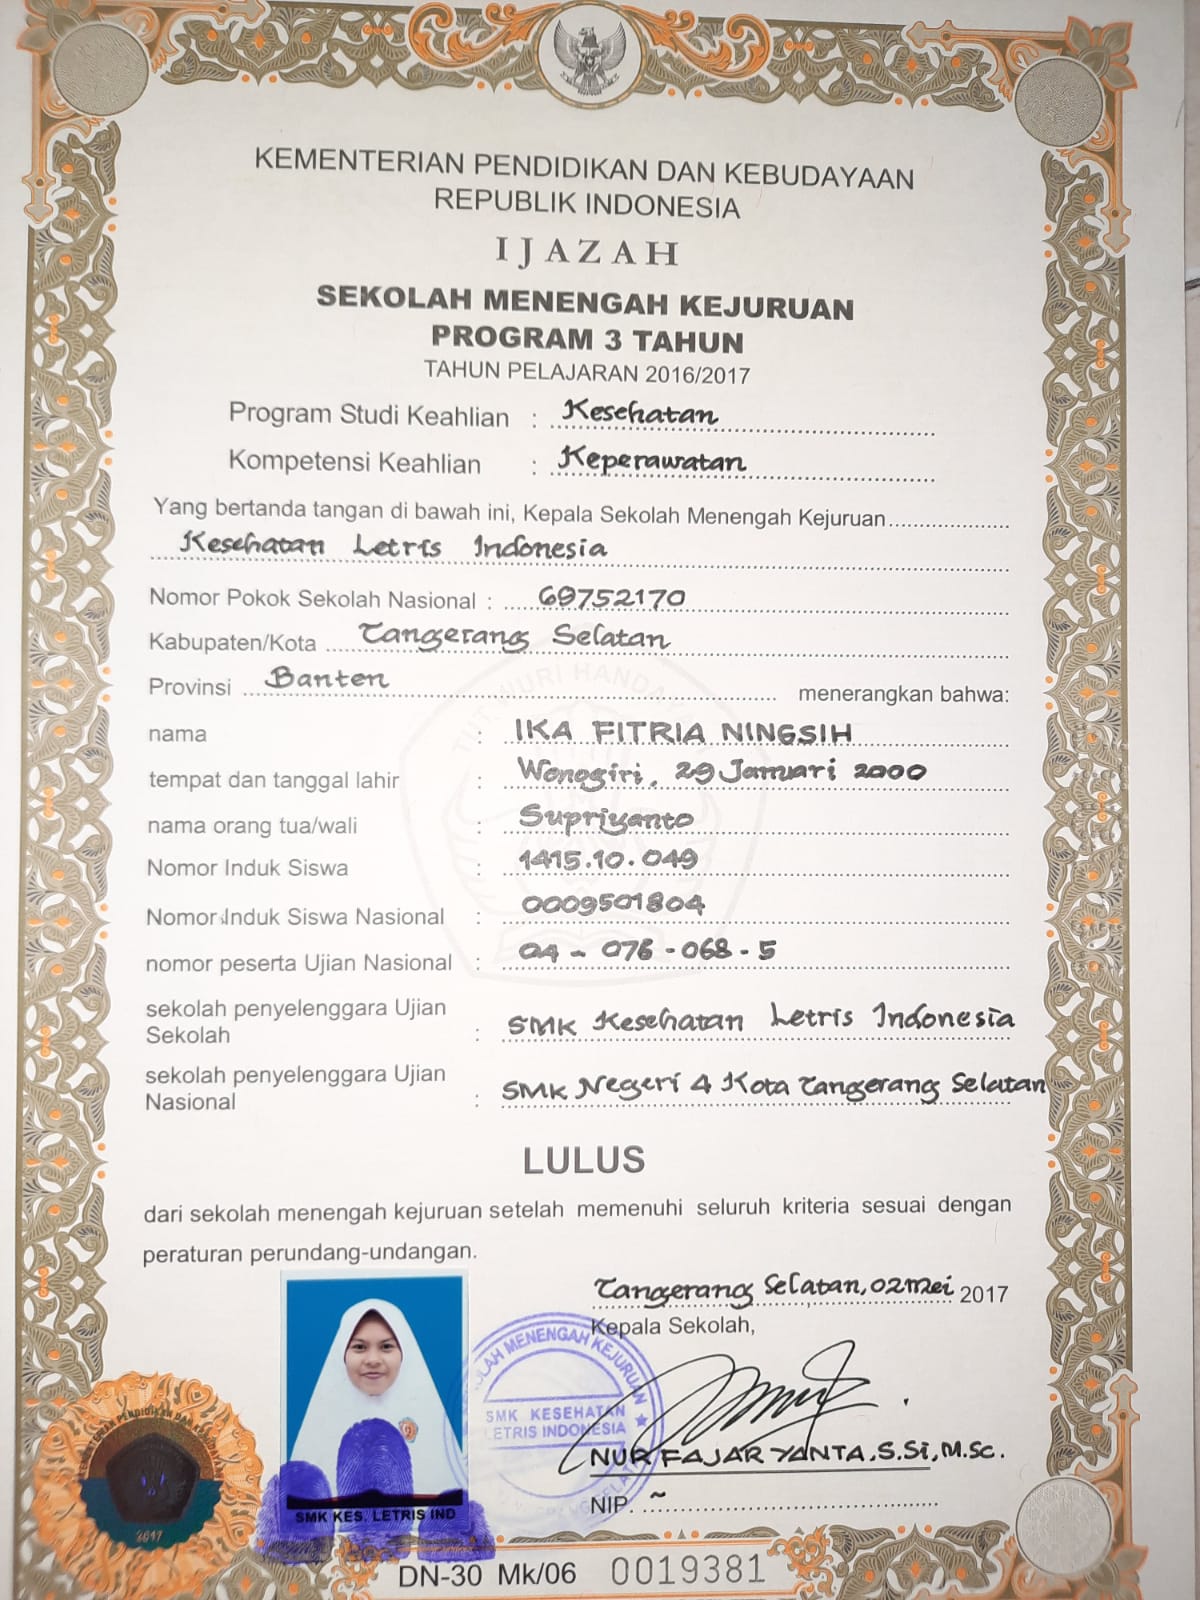 KEMENTERIAN PENDIDIKAN DAN KEBUDAYAAN
REPUBLIK INDONESIA
IJAZAH
SEKOLAH MENENGAH KEJURUAN
PROGRAM 3 TAHUN
TAHUN PELAJARAN 2016/2017
Program Studi Keahlian : Kesehatan
Kompetensi Keahlian : Keperawatan
Yang bertanda tangan di bawah ini, Kepala Sekolah Menengah Kejuruan
Kesehatan Letris Indonesia
Nomor Pokok Sekolah Nasional : 69752170
Kabupaten/Kota Tangerang Selatan
Provinsi Banten menerangkan bahwa:
nama : IKA FITRIA NINGSIH
tempat dan tanggal lahir : Wonogiri, 29 Januari 2000
nama orang tua/wali : Supriyanto
Nomor Induk Siswa : 1415.10.049
Nomor Induk Siswa Nasional : 0009501804
nomor peserta Ujian Nasional : 04 - 076 - 068 - 5
sekolah penyelenggara Ujian
Sekolah : SMK Kesehatan Letris Indonesia
sekolah penyelenggara Ujian
Nasional : SMK Negeri 4 Kota Tangerang Selatan
LULUS
dari sekolah menengah kejuruan setelah memenuhi seluruh kriteria sesuai dengan
peraturan perundang-undangan.
Tangerang Selatan, 02 Mei 2017
Kepala Sekolah,
SEKOLAH MENENGAH KEJURUAN
SMK KESEHATAN
LETRIS INDONESIA
NUR FAJAR YANTA, S.Si, M.Sc.
NIP. ~
SMK KES. LETRIS IND
2017
DN-30 Mk/06 0019381